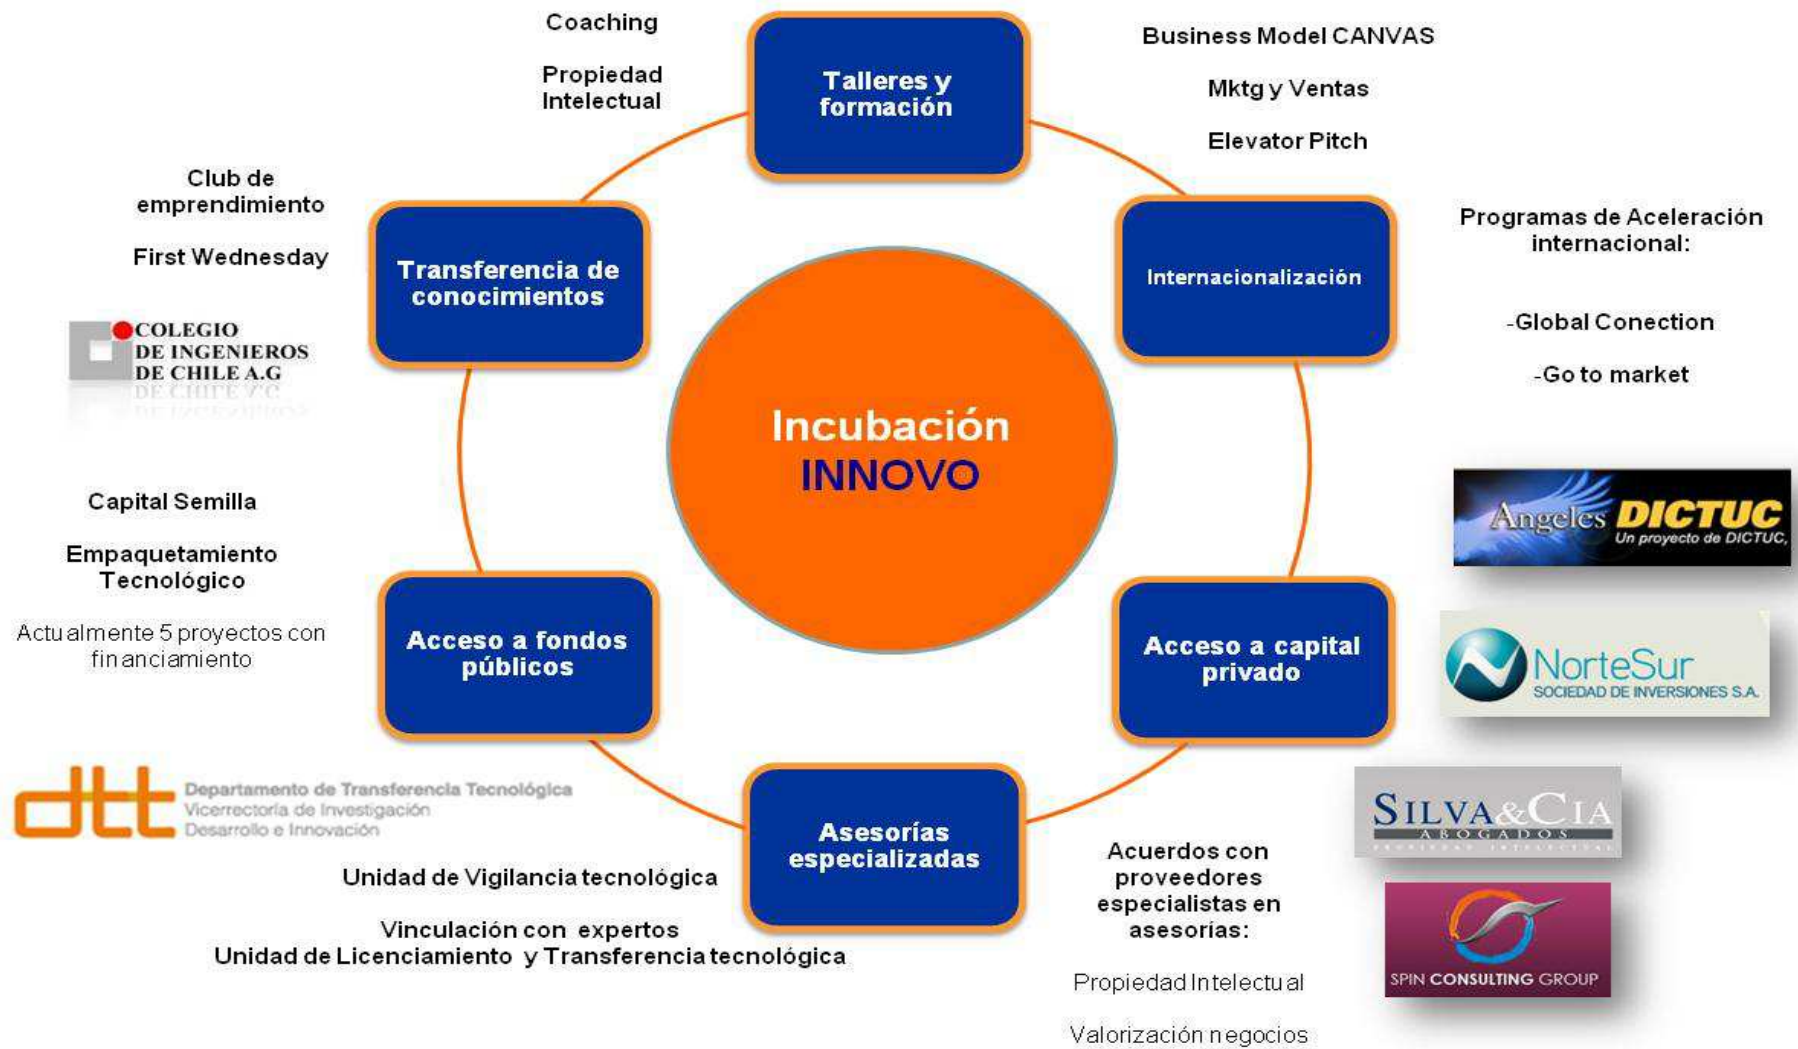 Coaching
Propiedad
Intelectual
Talleres y
formación
Business Model CANVAS
Mktg y Ventas
Elevator Pitch
Club de
emprendimiento
First Wednesday
Transferencia de
conocimientos
Internacionalización
Programas de Aceleración
internacional:
-Global Conection
-Go to market
COLEGIO
DE INGENIEROS
DE CHILE A.G
Incubación
INNOVO
Capital Semilla
Empaquetamiento
Tecnológico
Actualmente 5 proyectos con
financiamiento
Acceso a fondos
públicos
Acceso a capital
privado
Angeles DICTUC
Un proyecto de DICTUC,
NorteSur
SOCIEDAD DE INVERSIONES S.A.
dtt
Departamento de Transferencia Tecnológica
Vicerrectoría de Investigación
Desarrollo e Innovación
Asesorías
especializadas
Unidad de Vigilancia tecnológica
Vinculación con expertos
Unidad de Licenciamiento y Transferencia tecnológica
Acuerdos con
proveedores
especialistas en
asesorías:
Propiedad Intelectual
Valorización negocios
SILVA&CIA
ABOGADOS
PROPIEDAD INTELECTUAL
SPIN CONSULTING GROUP